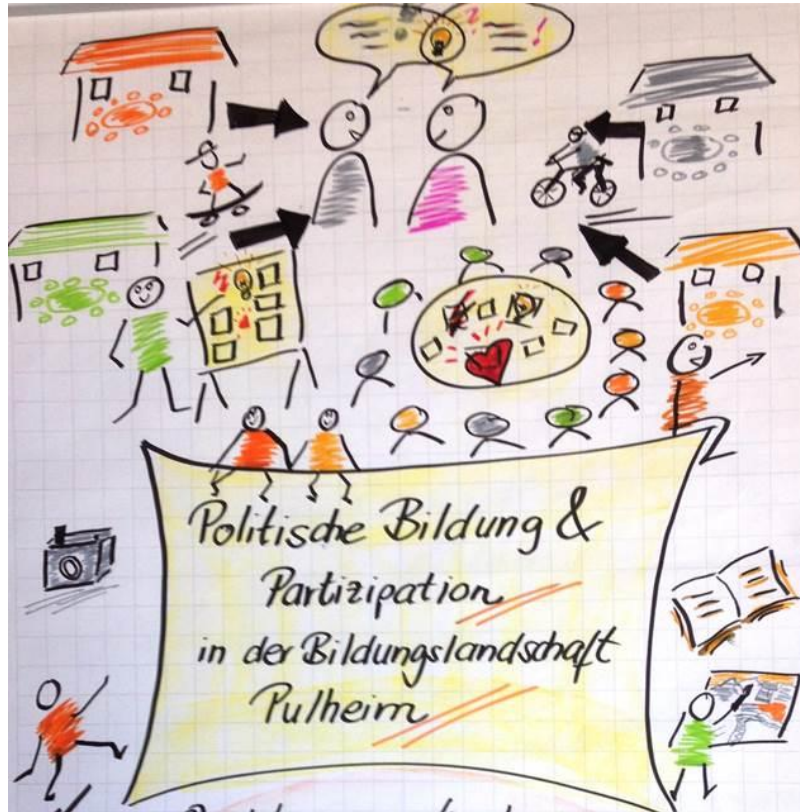 Politische Bildung &
Partizipation
in der Bildungslandschaft
Pulheim